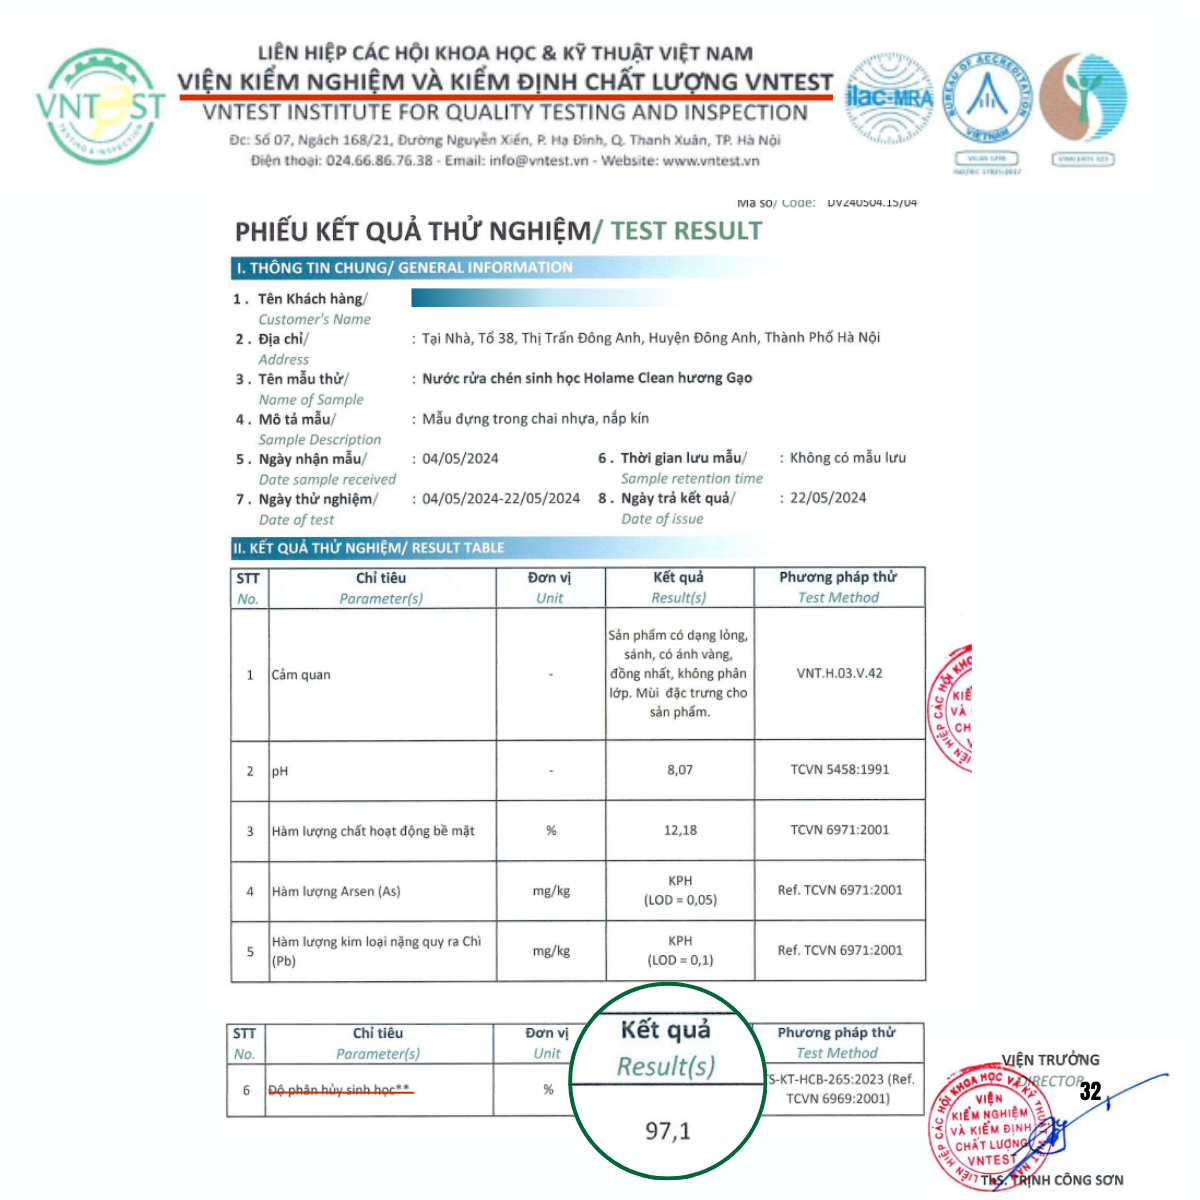 LIÊN HIỆP CÁC HỘI KHOA HỌC & KỸ THUẬT VIỆT NAM
VIỆN KIỂM NGHIỆM VÀ KIỂM ĐỊNH CHẤT LƯỢNG VNTEST
VNTEST INSTITUTE FOR QUALITY TESTING AND INSPECTION
Đc: Số 07, Ngách 168/21, Đường Nguyễn Xiển, P. Hạ Đình, Q. Thanh Xuân, TP. Hà Nội
Điện thoại: 024.66.86.76.38 - Email: info@vntest.vn - Website: www.vntest.vn
VNTEST
TESTING & INSPECTION
ilac-MRA
BUREAU OF ACCREDITATION
VIETNAM
VILAS 1296
ISO/IEC 17025:2017
VIMCERTS 323
Mã số/ Code: DV240504.15/04
PHIẾU KẾT QUẢ THỬ NGHIỆM/ TEST RESULT
I. THÔNG TIN CHUNG/ GENERAL INFORMATION
1 . Tên Khách hàng/
Customer's Name
2 . Địa chỉ/ : Tại Nhà, Tổ 38, Thị Trấn Đông Anh, Huyện Đông Anh, Thành Phố Hà Nội
Address
3 . Tên mẫu thử/ : Nước rửa chén sinh học Holame Clean hương Gạo
Name of Sample
4 . Mô tả mẫu/ : Mẫu đựng trong chai nhựa, nắp kín
Sample Description
5 . Ngày nhận mẫu/ : 04/05/2024 6 . Thời gian lưu mẫu/ : Không có mẫu lưu
Date sample received Sample retention time
7 . Ngày thử nghiệm/ : 04/05/2024-22/05/2024 8 . Ngày trả kết quả/ : 22/05/2024
Date of test Date of issue
II. KẾT QUẢ THỬ NGHIỆM/ RESULT TABLE
STT Chỉ tiêu Đơn vị Kết quả Phương pháp thử
No. Parameter(s) Unit Result(s) Test Method
Sản phẩm có dạng lỏng,
sánh, có ánh vàng,
1 Cảm quan - đồng nhất, không phân VNT.H.03.V.42
lớp. Mùi đặc trưng cho
sản phẩm.
2 pH - 8,07 TCVN 5458:1991
3 Hàm lượng chất hoạt động bề mặt % 12,18 TCVN 6971:2001
4 Hàm lượng Arsen (As) mg/kg KPH Ref. TCVN 6971:2001
(LOD = 0,05)
5 Hàm lượng kim loại nặng quy ra Chì mg/kg KPH Ref. TCVN 6971:2001
(Pb) (LOD = 0,1)
STT Chỉ tiêu Đơn vị Kết quả Phương pháp thử
No. Parameter(s) Unit Result(s) Test Method
6 Độ phân hủy sinh học** % 97,1 S-KT-HCB-265:2023 (Ref.
TCVN 6969:2001)
VIỆN TRƯỞNG
DIRECTOR
32
VIỆN
KIỂM NGHIỆM
VÀ KIỂM ĐỊNH
CHẤT LƯỢNG
VNTEST
ThS. TRỊNH CÔNG SƠN